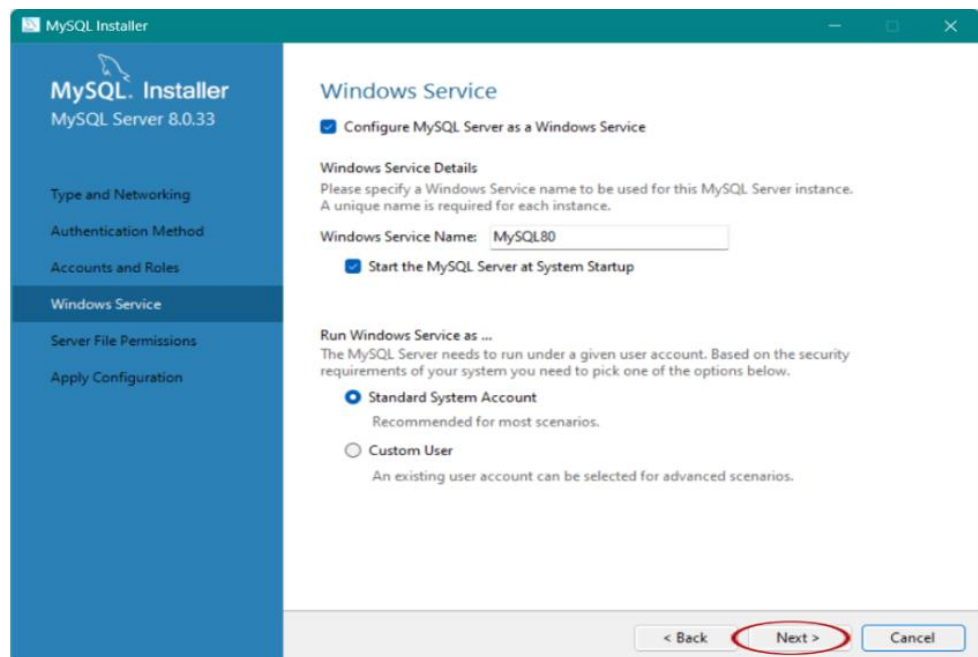 MySQL Installer
MySQL. Installer
MySQL Server 8.0.33
Type and Networking
Authentication Method
Accounts and Roles
Windows Service
Server File Permissions
Apply Configuration
Windows Service
Configure MySQL Server as a Windows Service
Windows Service Details
Please specify a Windows Service name to be used for this MySQL Server instance.
A unique name is required for each instance.
Windows Service Name: MySQL80
Start the MySQL Server at System Startup
Run Windows Service as ...
The MySQL Server needs to run under a given user account. Based on the security
requirements of your system you need to pick one of the options below.
Standard System Account
Recommended for most scenarios.
Custom User
An existing user account can be selected for advanced scenarios.
< Back Next > Cancel